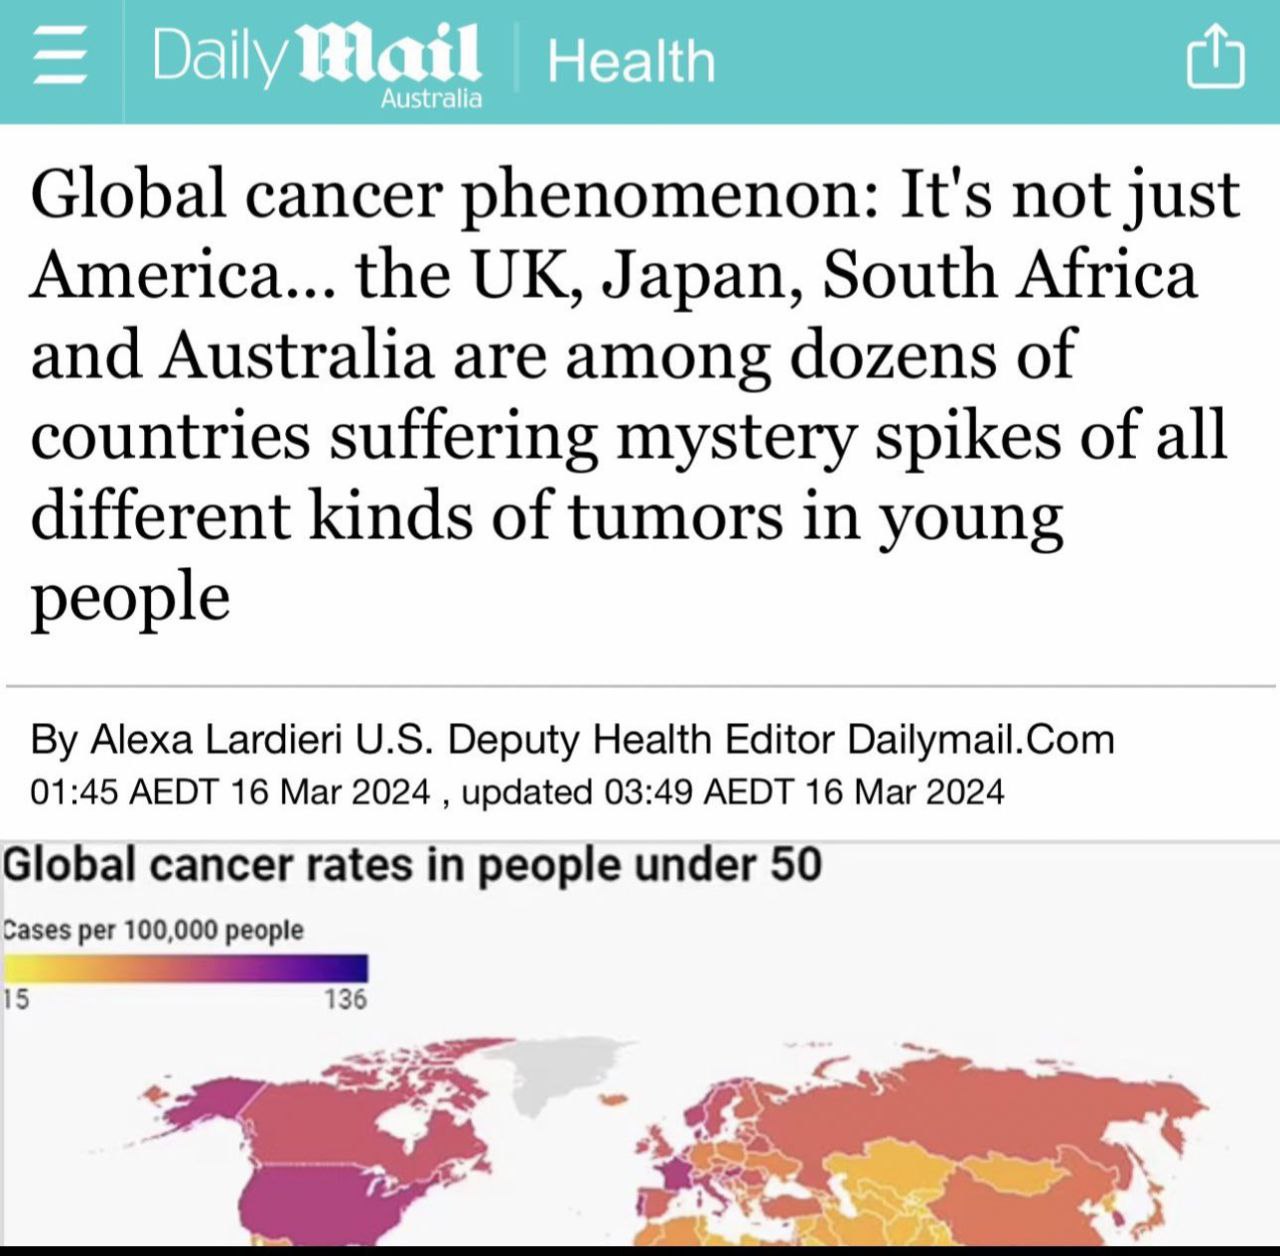 Daily Mail Health
Australia
Global cancer phenomenon: It's not just
America... the UK, Japan, South Africa
and Australia are among dozens of
countries suffering mystery spikes of all
different kinds of tumors in young
people
By Alexa Lardieri U.S. Deputy Health Editor Dailymail.Com
01:45 AEDT 16 Mar 2024 , updated 03:49 AEDT 16 Mar 2024
Global cancer rates in people under 50
Cases per 100,000 people
15 136